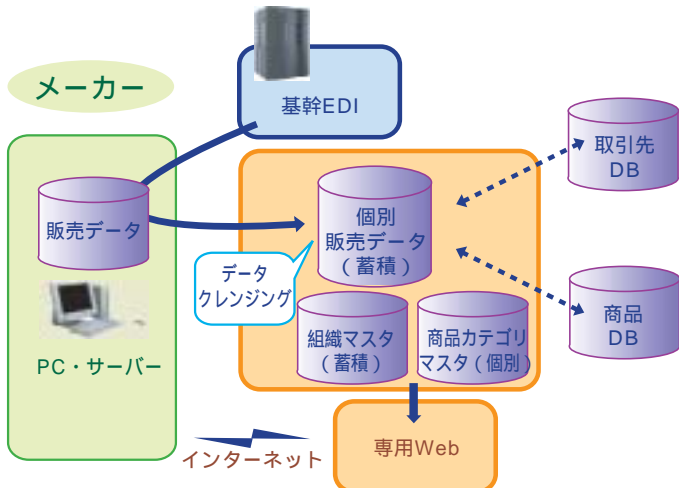 メーカー
基幹EDI
販売データ
PC・サーバー
個別
販売データ
（蓄積）
データ
クレンジング
組織マスタ
（蓄積）
商品カテゴリ
マスタ（個別）
取引先
DB
商品
DB
インターネット
専用Web